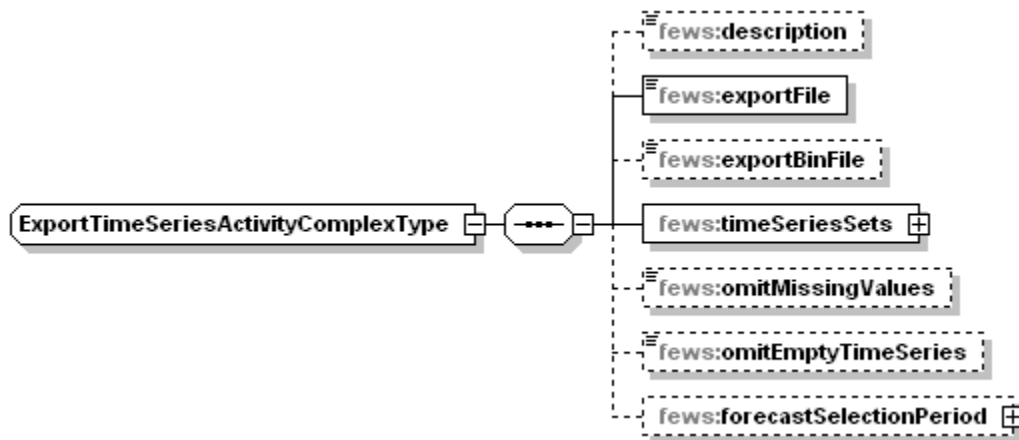 fews:description
fews:exportFile
fews:exportBinFile
ExportTimeSeriesActivityComplexType
fews:timeSeriesSets
fews:omitMissingValues
fews:omitEmptyTimeSeries
fews:forecastSelectionPeriod